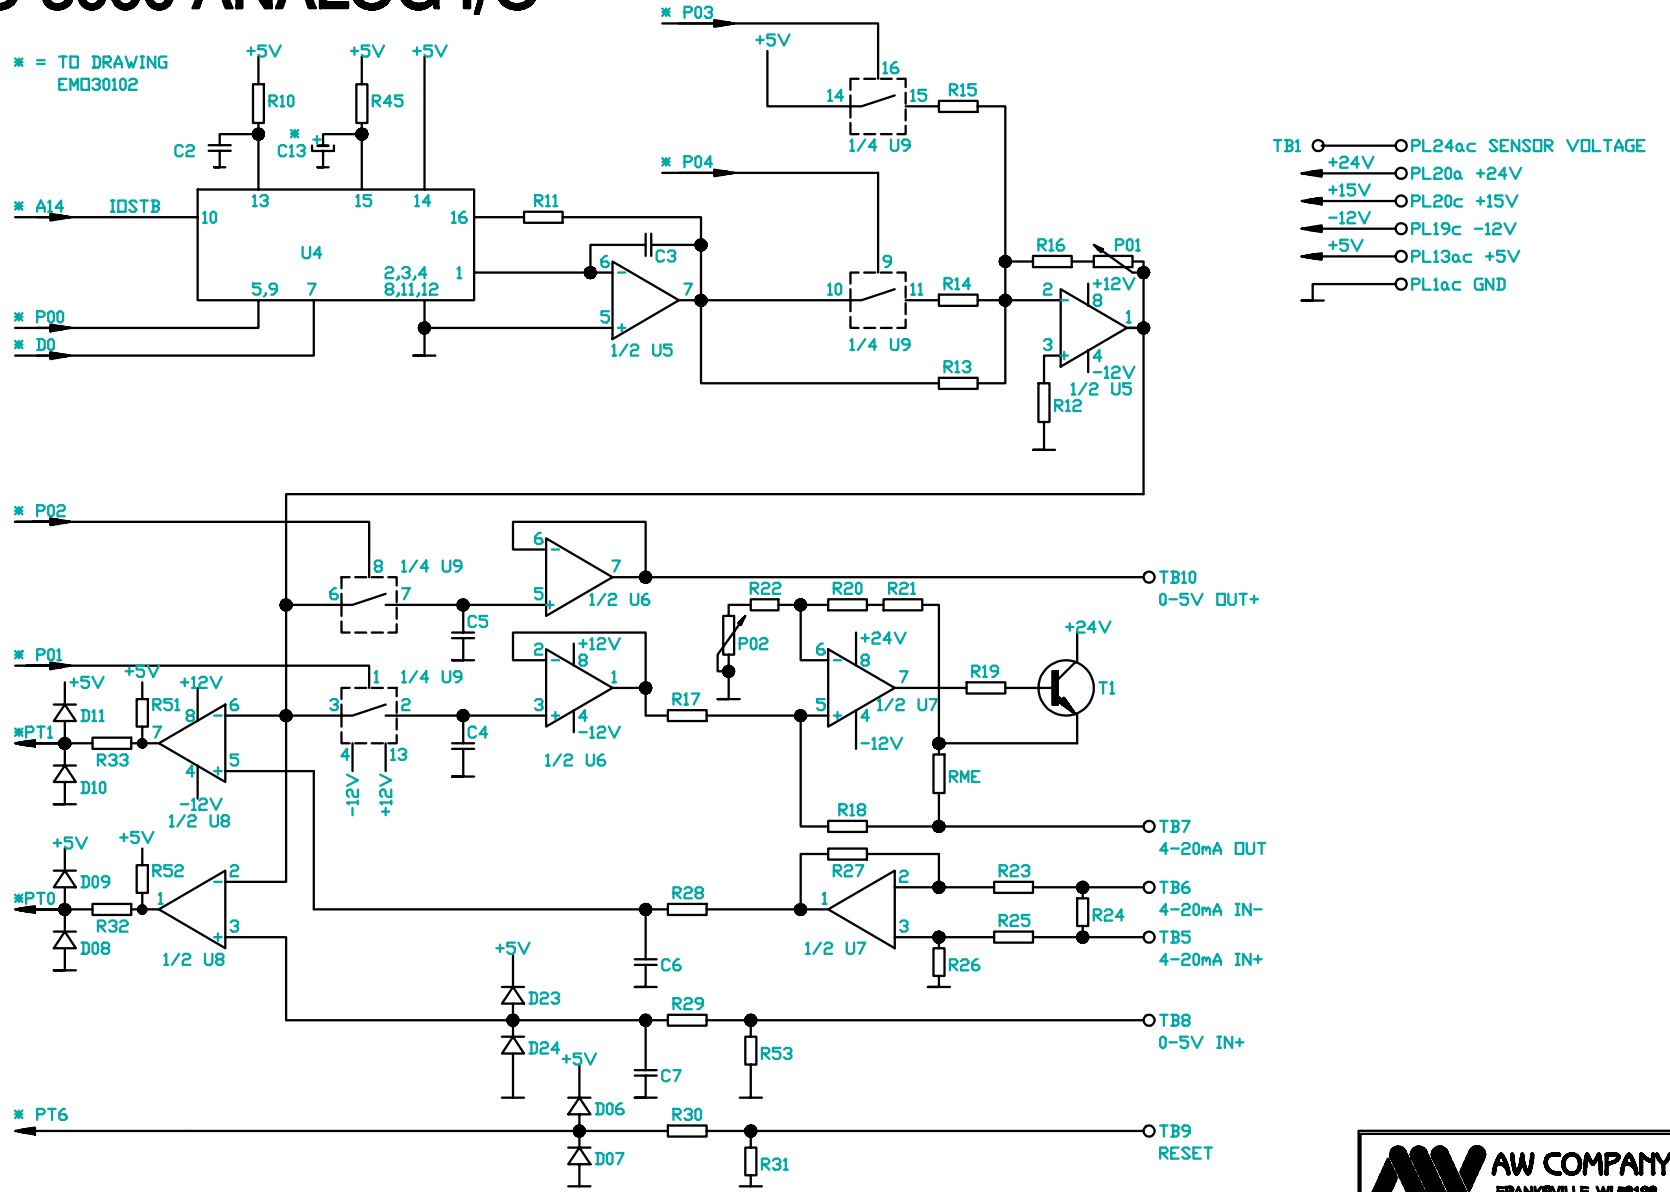 ANALOG I/O
* = TO DRAWING
EMO30102
+5V
+5V
+5V
R10
R45
C2
*
C13
+
* A14
IOSTB
10
13
15
14
16
U4
1
2,3,4
8,11,12
5,9
7
* P00
* D0
R11
C3
6
5
7
1/2 U5
* P03
+5V
16
14
15
R15
1/4 U9
* P04
9
10
11
R14
1/4 U9
R13
R16
P01
+12V
8
2
1
3
4
-12V
1/2 U5
R12
TB1
PL24ac SENSOR VOLTAGE
+24V
PL20a +24V
+15V
PL20c +15V
-12V
PL19c -12V
+5V
PL13ac +5V
PL1ac GND
* P02
8
1/4 U9
6
7
C5
6
5
7
1/2 U6
TB10
0-5V OUT+
* P01
1
1/4 U9
3
2
4
13
-12V
+12V
C4
2
3
+12V
8
1
4
-12V
1/2 U6
R17
R22
R20
R21
P02
6
5
+24V
8
7
1/2 U7
4
-12V
R19
+24V
T1
RME
R18
TB7
4-20mA OUT
+5V
D11
*PT1
D10
R33
+5V
R51
+12V
8
6
7
5
4
-12V
1/2 U8
+5V
D09
*PT0
D08
R32
+5V
R52
2
1
3
1/2 U8
R28
R27
1
2
3
1/2 U7
C6
R23
R24
R25
R26
TB6
4-20mA IN-
TB5
4-20mA IN+
+5V
D23
D24
R29
C7
R53
TB8
0-5V IN+
* PT6
+5V
D06
D07
R30
R31
TB9
RESET
AW COMPANY